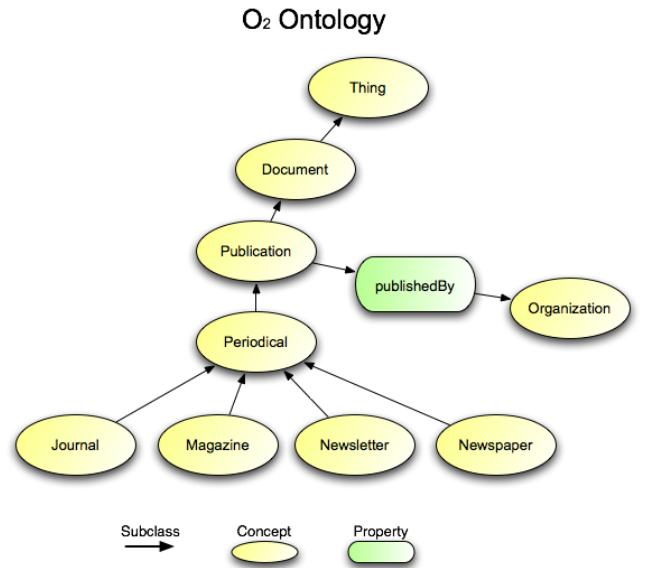 O₂ Ontology
Thing
Document
Publication
publishedBy
Organization
Periodical
Journal
Magazine
Newsletter
Newspaper
Subclass
Concept
Property